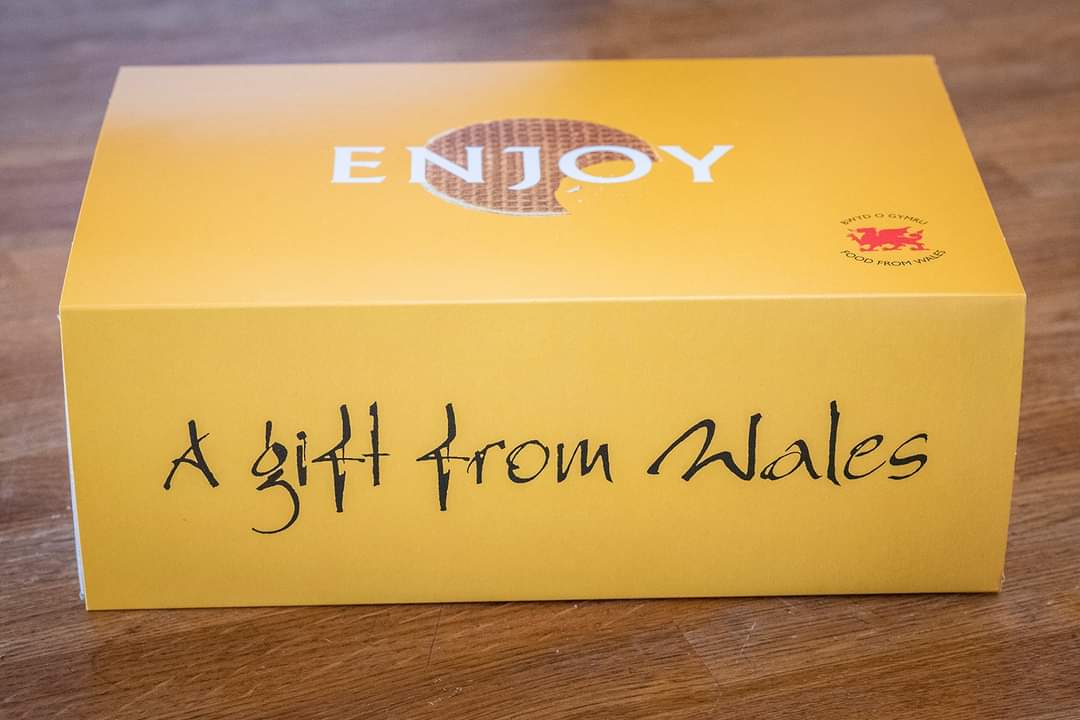 ENJOY
BWYD O GYMRU
FOOD FROM WALES
A gift from Wales